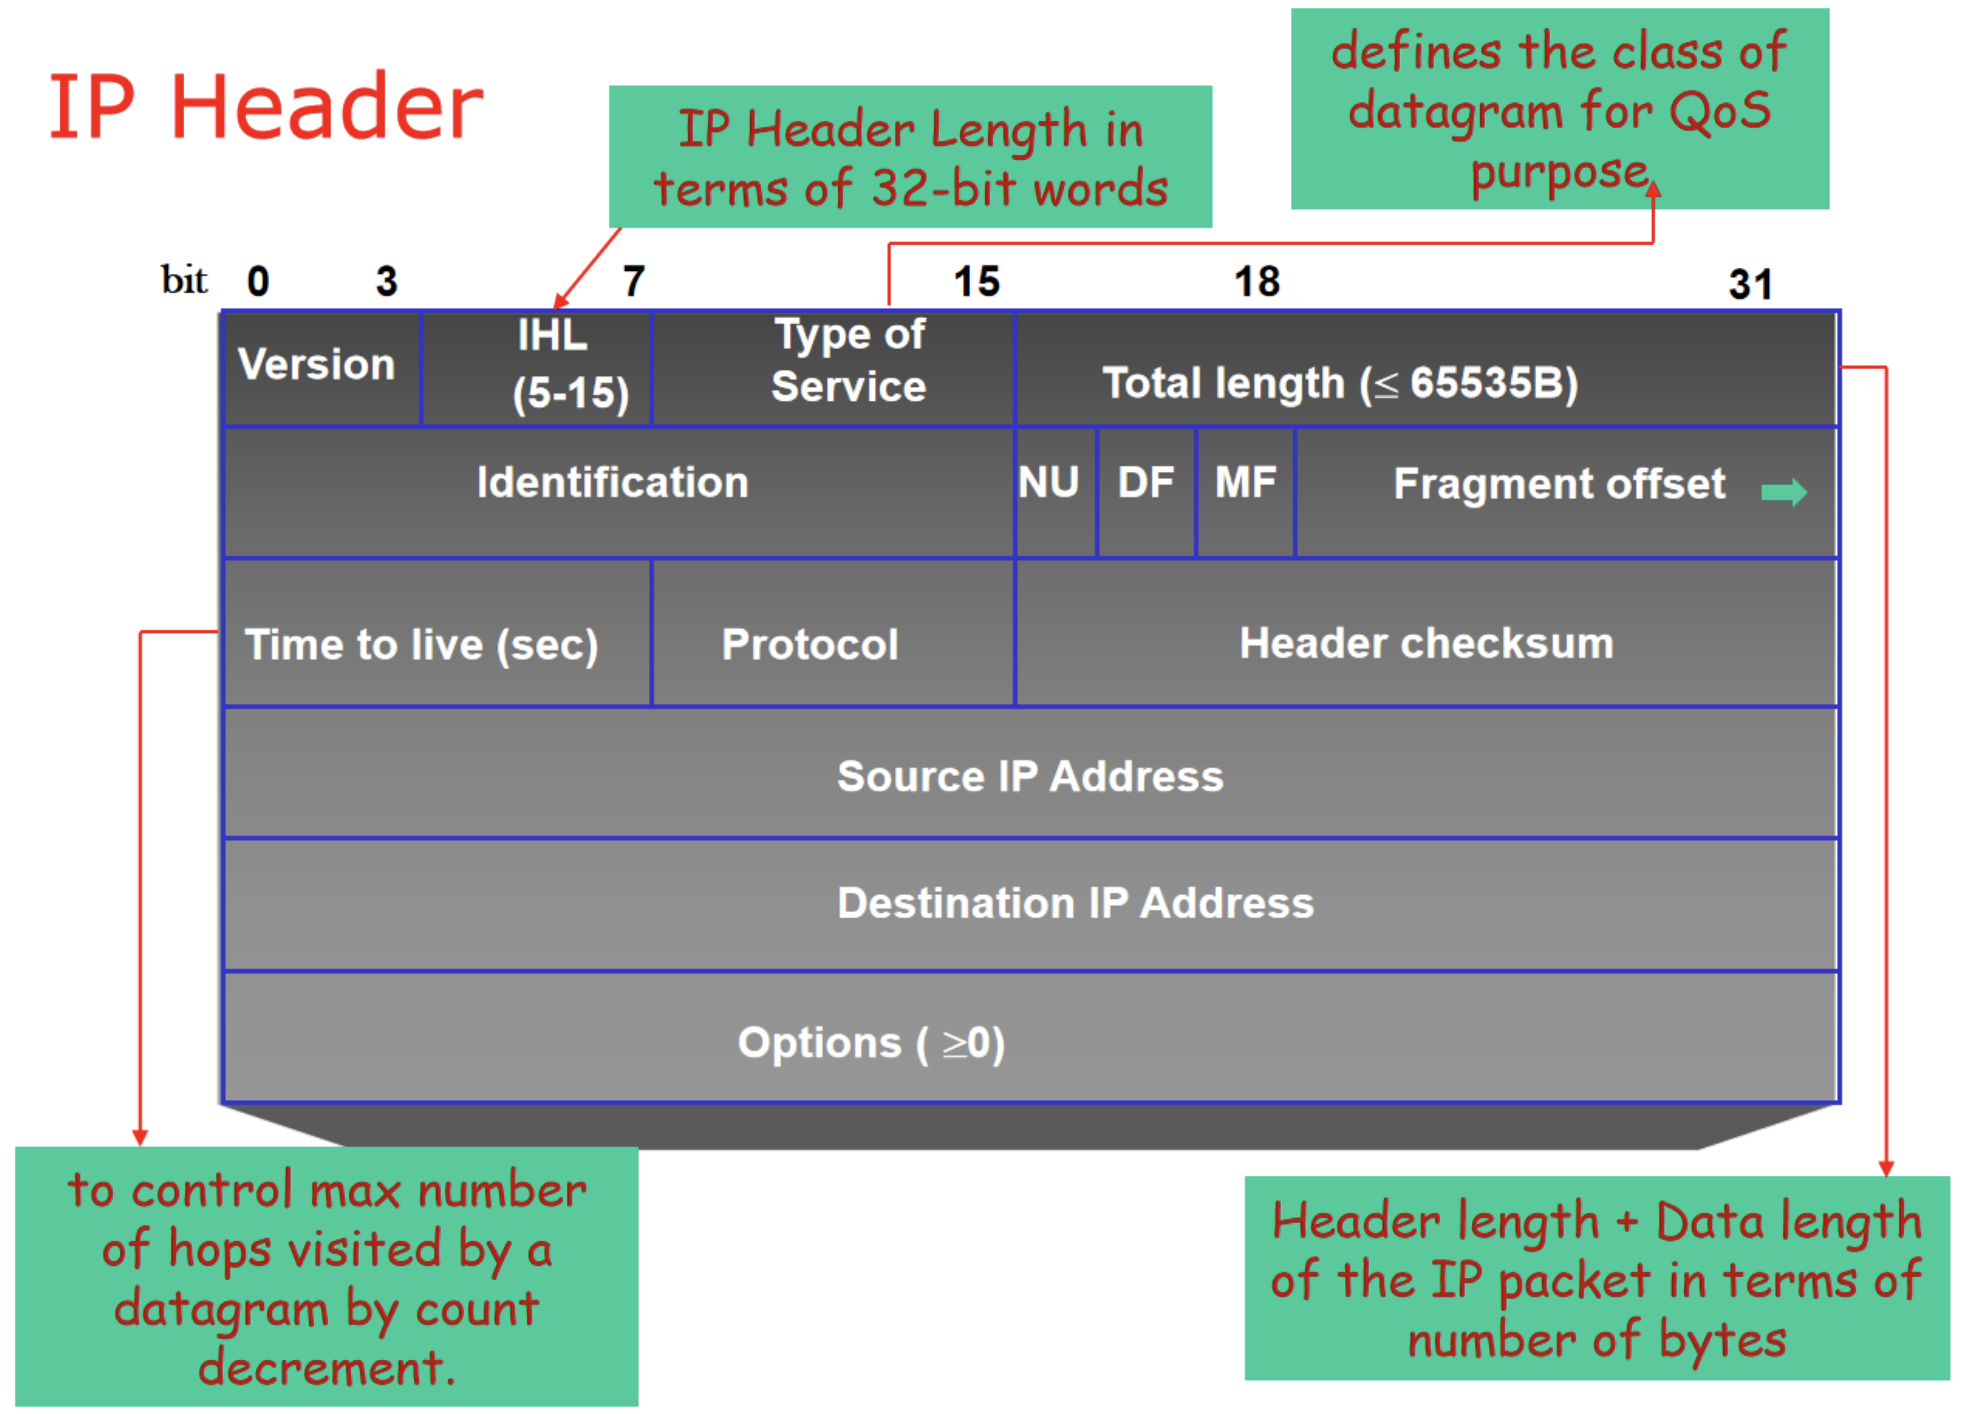 IP Header
IP Header Length in
terms of 32-bit words
defines the class of
datagram for QoS
purpose
bit 0 3 7 15 18 31
Version
IHL
(5-15)
Type of
Service
Total length (≤ 65535B)
Identification
NU
DF
MF
Fragment offset
Time to live (sec)
Protocol
Header checksum
Source IP Address
Destination IP Address
Options ( ≥0)
to control max number
of hops visited by a
datagram by count
decrement.
Header length + Data length
of the IP packet in terms of
number of bytes